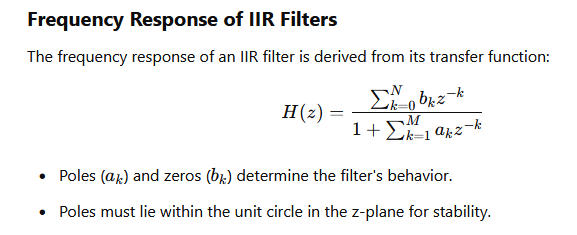 Frequency Response of IIR Filters
The frequency response of an IIR filter is derived from its transfer function:
H(z) = \frac{\sum_{k=0}^{N} b_k z^{-k}}{1 + \sum_{k=1}^{M} a_k z^{-k}}
• Poles (a_k) and zeros (b_k) determine the filter's behavior.
• Poles must lie within the unit circle in the z-plane for stability.